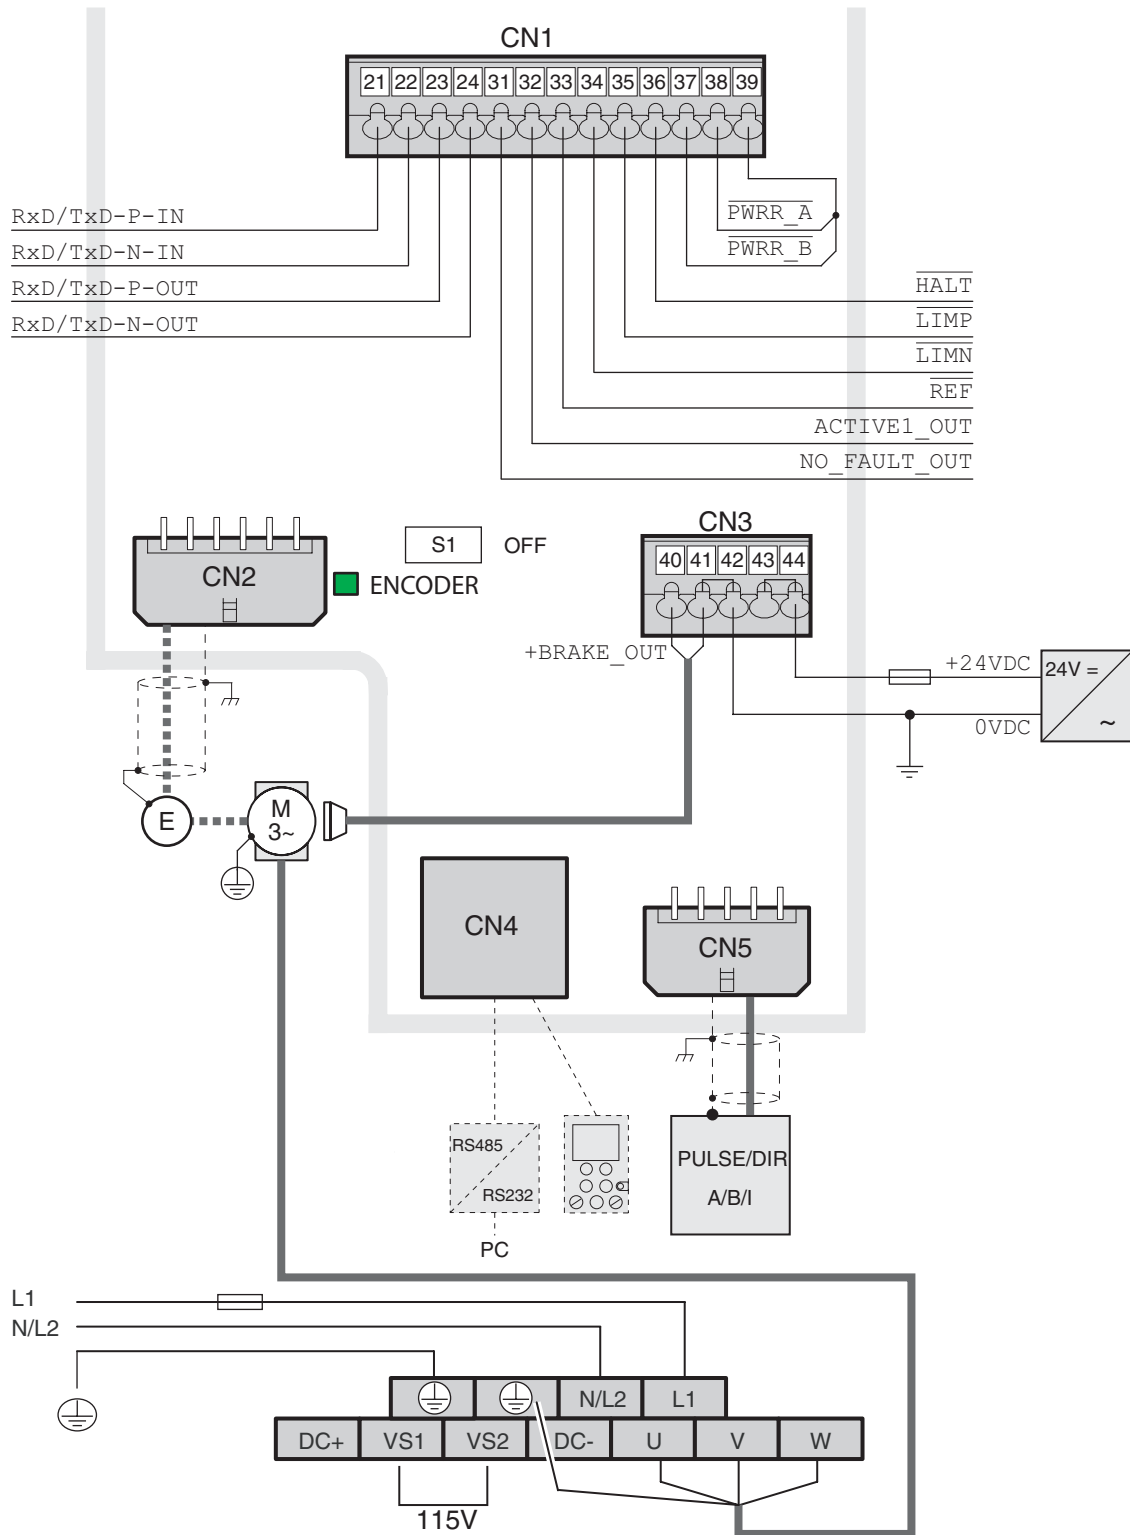 CN1
21 22 23 24 31 32 33 34 35 36 37 38 39
RxD/TxD-P-IN
PWRR_A
RxD/TxD-N-IN
PWRR_B
RxD/TxD-P-OUT
HALT
RxD/TxD-N-OUT
LIMP
LIMN
REF
ACTIVE1_OUT
NO_FAULT_OUT
CN2
ENCODER
S1 OFF
CN3
40 41 42 43 44
+BRAKE_OUT
+24VDC
0VDC
24V =
~
E
M
3~
CN4
CN5
RS485
RS232
PC
PULSE/DIR
A/B/I
L1
N/L2
N/L2 L1
DC+ VS1 VS2 DC- U V W
115V